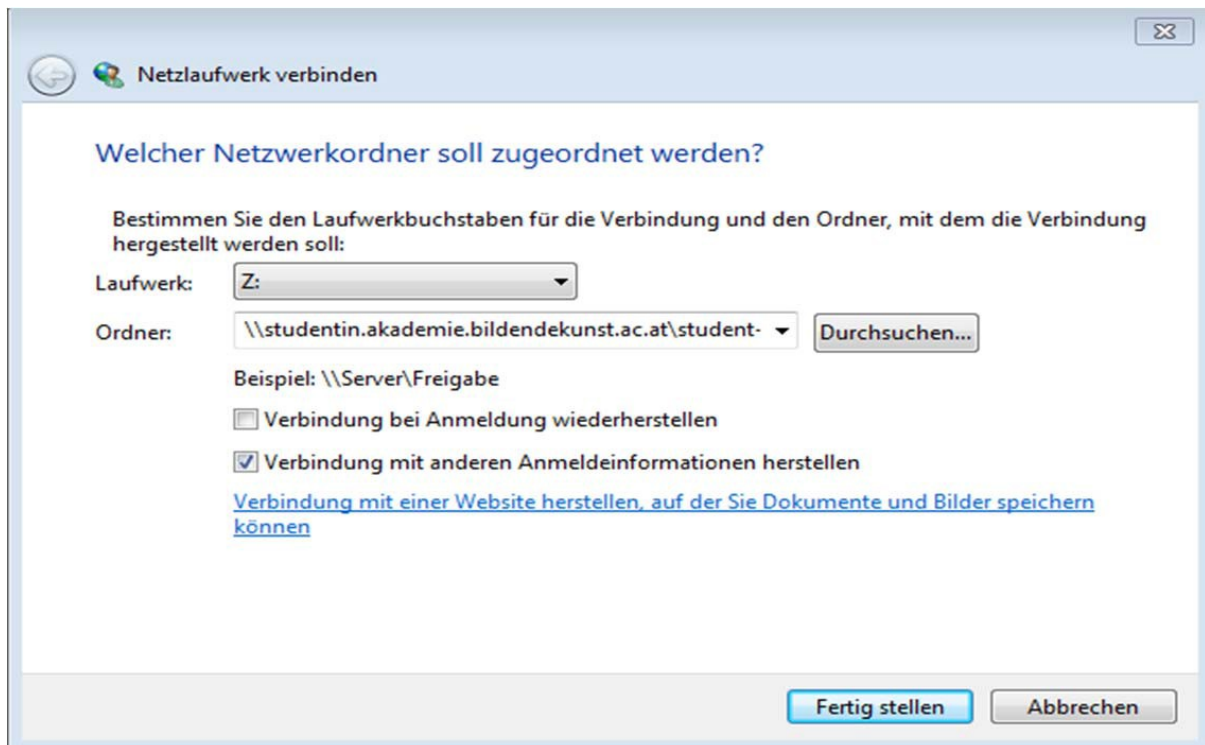 Netzlaufwerk verbinden
Welcher Netzwerkordner soll zugeordnet werden?
Bestimmen Sie den Laufwerkbuchstaben für die Verbindung und den Ordner, mit dem die Verbindung
hergestellt werden soll:
Laufwerk: Z:
Ordner: \\studentin.akademie.bildendekunst.ac.at\student- Durchsuchen...
Beispiel: \\Server\Freigabe
Verbindung bei Anmeldung wiederherstellen
Verbindung mit anderen Anmeldeinformationen herstellen
Verbindung mit einer Website herstellen, auf der Sie Dokumente und Bilder speichern
können
Fertig stellen Abbrechen